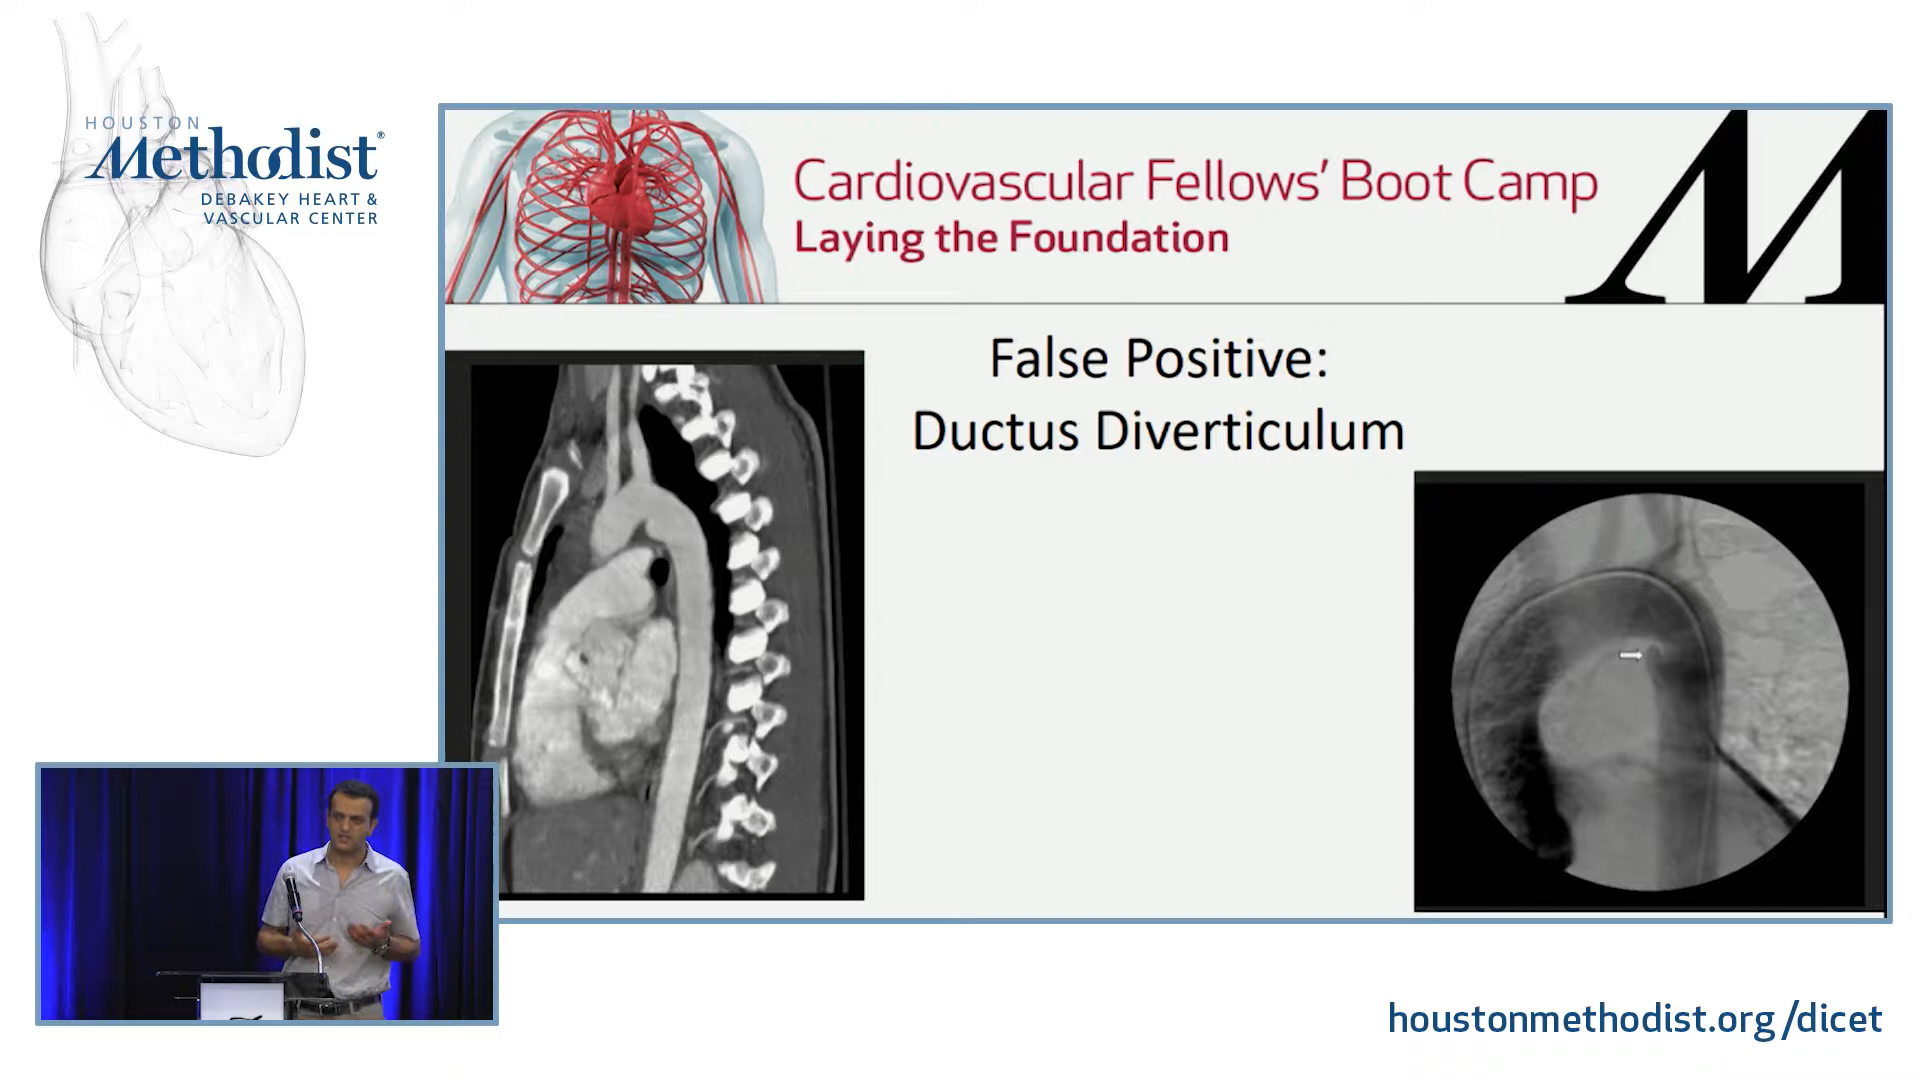 HOUSTON
Methodist®
DEBAKEY HEART &
VASCULAR CENTER
Cardiovascular Fellows' Boot Camp
Laying the Foundation
M
False Positive:
Ductus Diverticulum
houstonmethodist.org/dicet